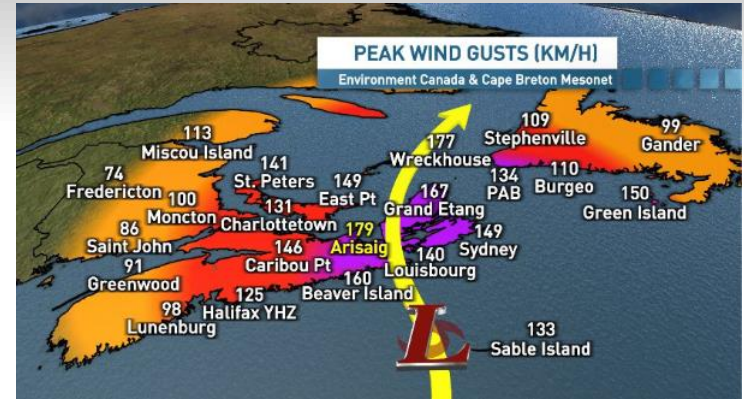 PEAK WIND GUSTS (KM/H)
Environment Canada & Cape Breton Mesonet
113
Miscou Island
74
Fredericton
100
Moncton
86
Saint John
91
Greenwood
98
Lunenburg
125
Halifax YHZ
141
St. Peters
149
East Pt
131
Charlottetown
146
Caribou Pt
179
Arisaig
160
Beaver Island
177
Wreckhouse
167
Grand Etang
149
Sydney
140
Louisbourg
109
Stephenville
99
Gander
134
PAB
110
Burgeo
150
Green Island
L
133
Sable Island